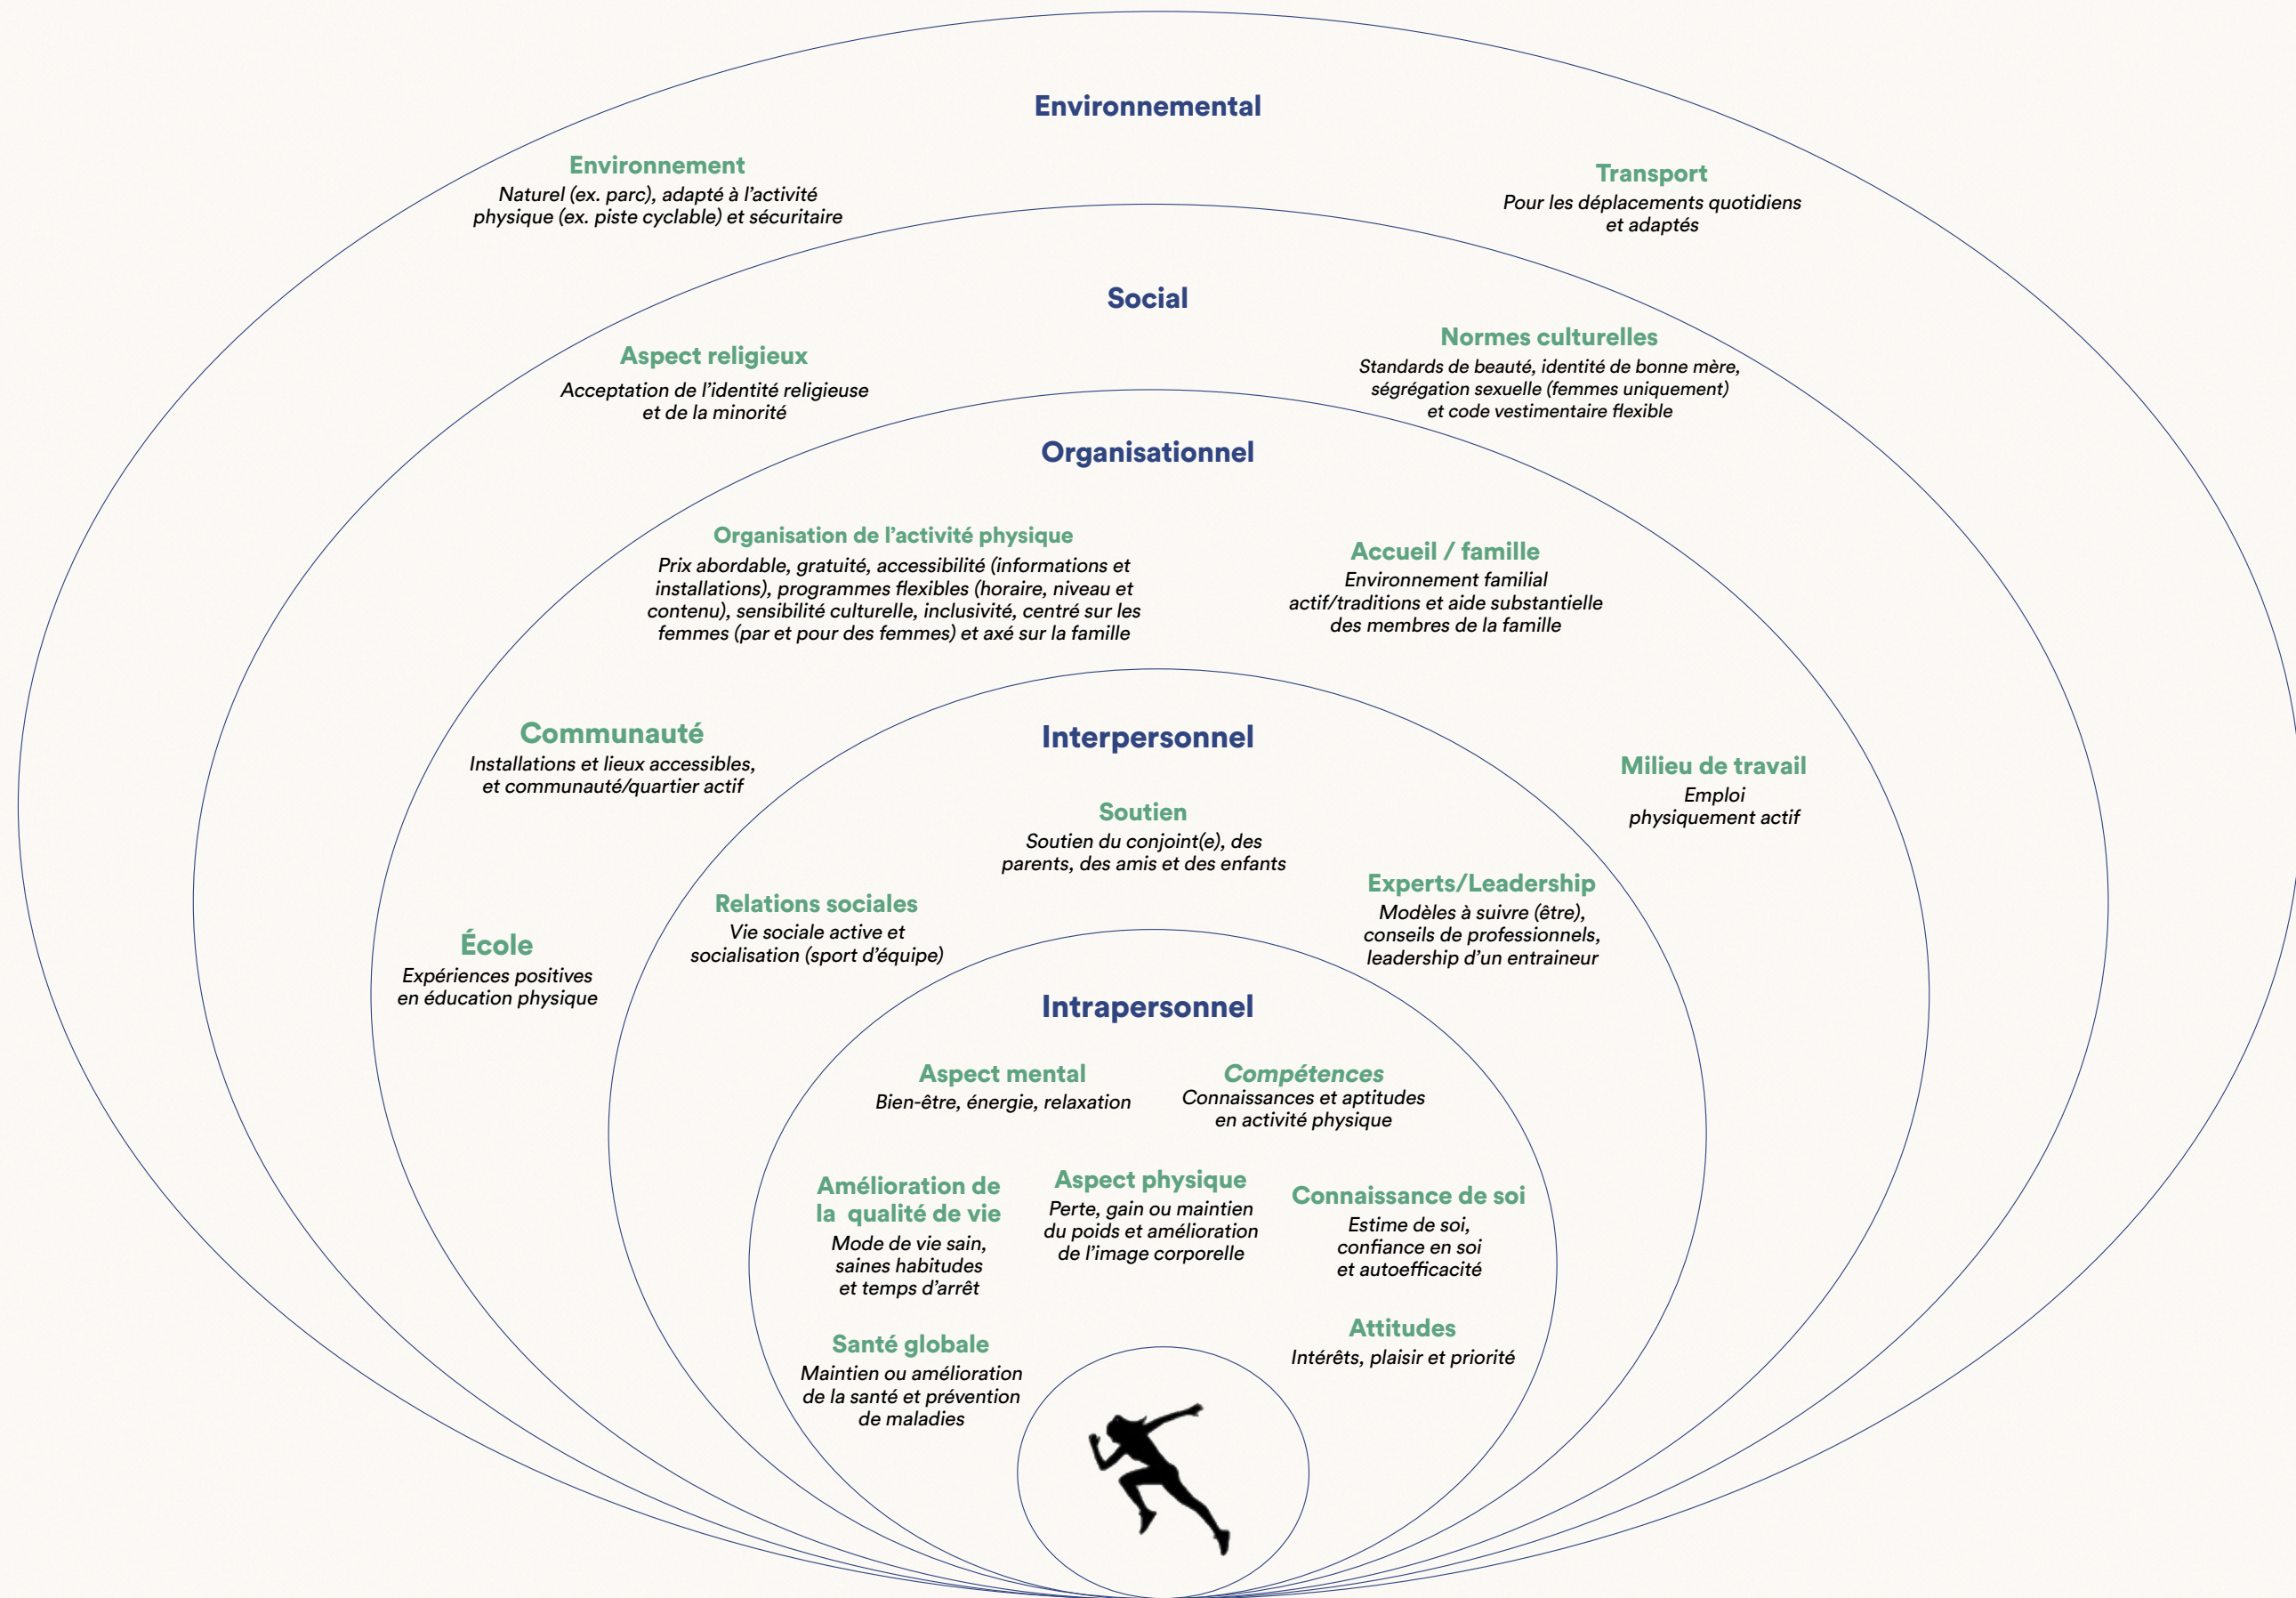 Environnemental
Environnement
Naturel (ex. parc), adapté à l’activité
physique (ex. piste cyclable) et sécuritaire
Transport
Pour les déplacements quotidiens
et adaptés
Social
Aspect religieux
Acceptation de l’identité religieuse
et de la minorité
Normes culturelles
Standards de beauté, identité de bonne mère,
ségrégation sexuelle (femmes uniquement)
et code vestimentaire flexible
Organisationnel
Organisation de l’activité physique
Prix abordable, gratuité, accessibilité (informations et
installations), programmes flexibles (horaire, niveau et
contenu), sensibilité culturelle, inclusivité, centré sur les
femmes (par et pour des femmes) et axé sur la famille
Accueil / famille
Environnement familial
actif/traditions et aide substantielle
des membres de la famille
Communauté
Installations et lieux accessibles,
et communauté/quartier actif
Milieu de travail
Emploi
physiquement actif
École
Expériences positives
en éducation physique
Interpersonnel
Soutien
Soutien du conjoint(e), des
parents, des amis et des enfants
Relations sociales
Vie sociale active et
socialisation (sport d’équipe)
Experts/Leadership
Modèles à suivre (être),
conseils de professionnels,
leadership d’un entraineur
Intrapersonnel
Aspect mental
Bien-être, énergie, relaxation
Compétences
Connaissances et aptitudes
en activité physique
Amélioration de
la qualité de vie
Mode de vie sain,
saines habitudes
et temps d’arrêt
Aspect physique
Perte, gain ou maintien
du poids et amélioration
de l’image corporelle
Connaissance de soi
Estime de soi,
confiance en soi
et autoefficacité
Santé globale
Maintien ou amélioration
de la santé et prévention
de maladies
Attitudes
Intérêts, plaisir et priorité